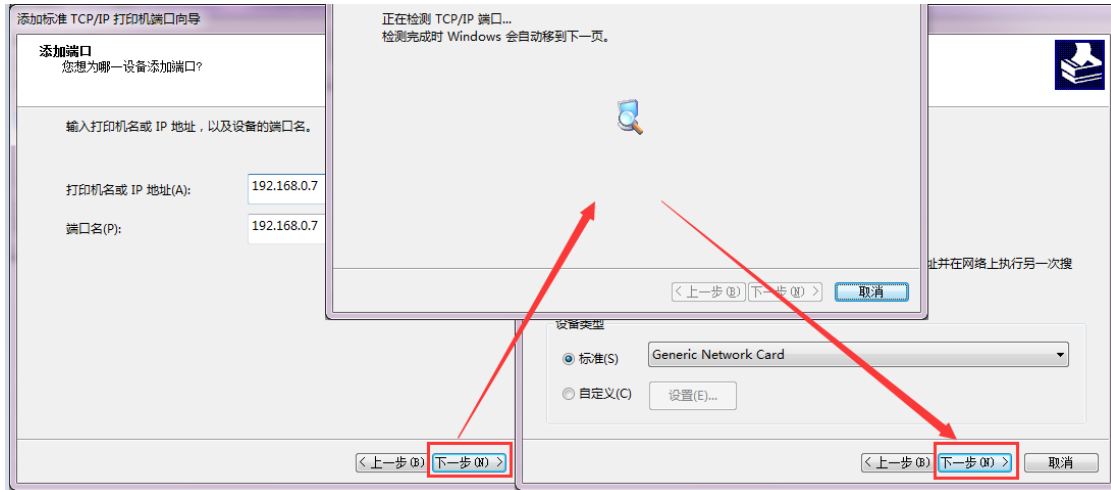 添加标准 TCP/IP 打印机端口向导
添加端口
您想为哪一设备添加端口?
输入打印机名或 IP 地址，以及设备的端口名。
打印机名或 IP 地址(A):
192.168.0.7
端口名(P):
192.168.0.7
<上一步(B)
下一步(N) >
正在检测 TCP/IP 端口...
检测完成时 Windows 会自动移到下一页。
<上一步(B)
下一步(N) >
取消
址并在网络上执行另一次搜
设备类型
标准(S)
Generic Network Card
自定义(C)
设置(E)...
<上一步(B)
下一步(N) >
取消